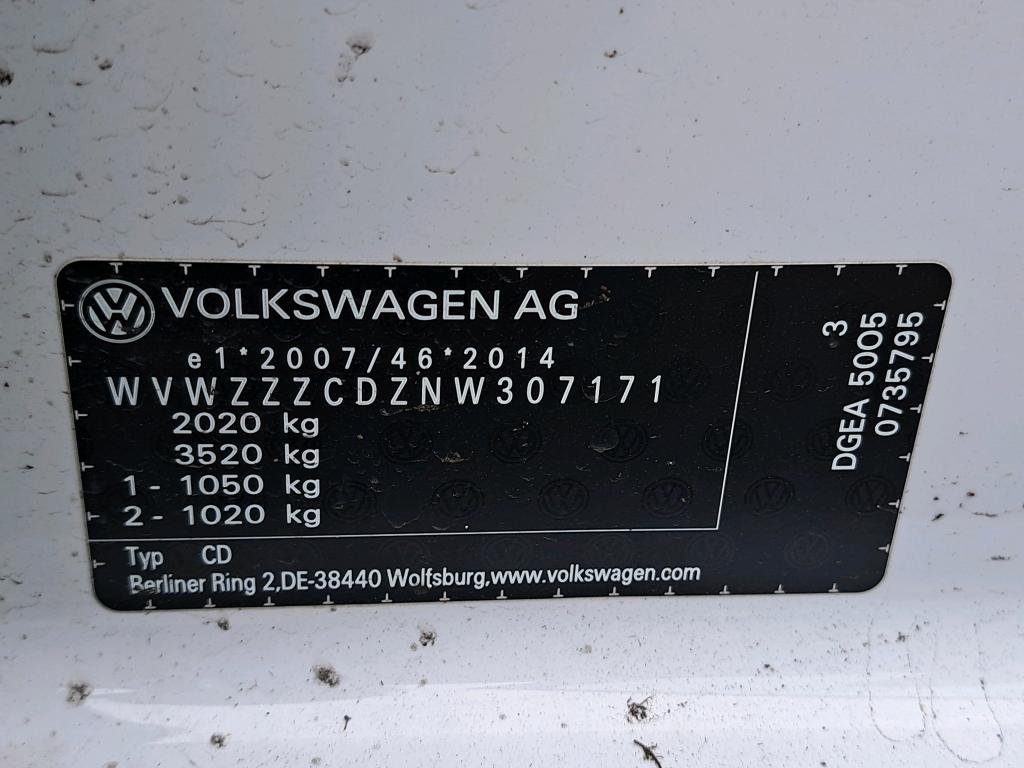 VOLKSWAGEN AG
e1*2007/46*2014
WVWZZZCDZNW307171
2020 kg
3520 kg
1 - 1050 kg
2 - 1020 kg
Typ CD
Berliner Ring 2,DE-38440 Wolfsburg,www.volkswagen.com
3
DGEA 5005
0735795